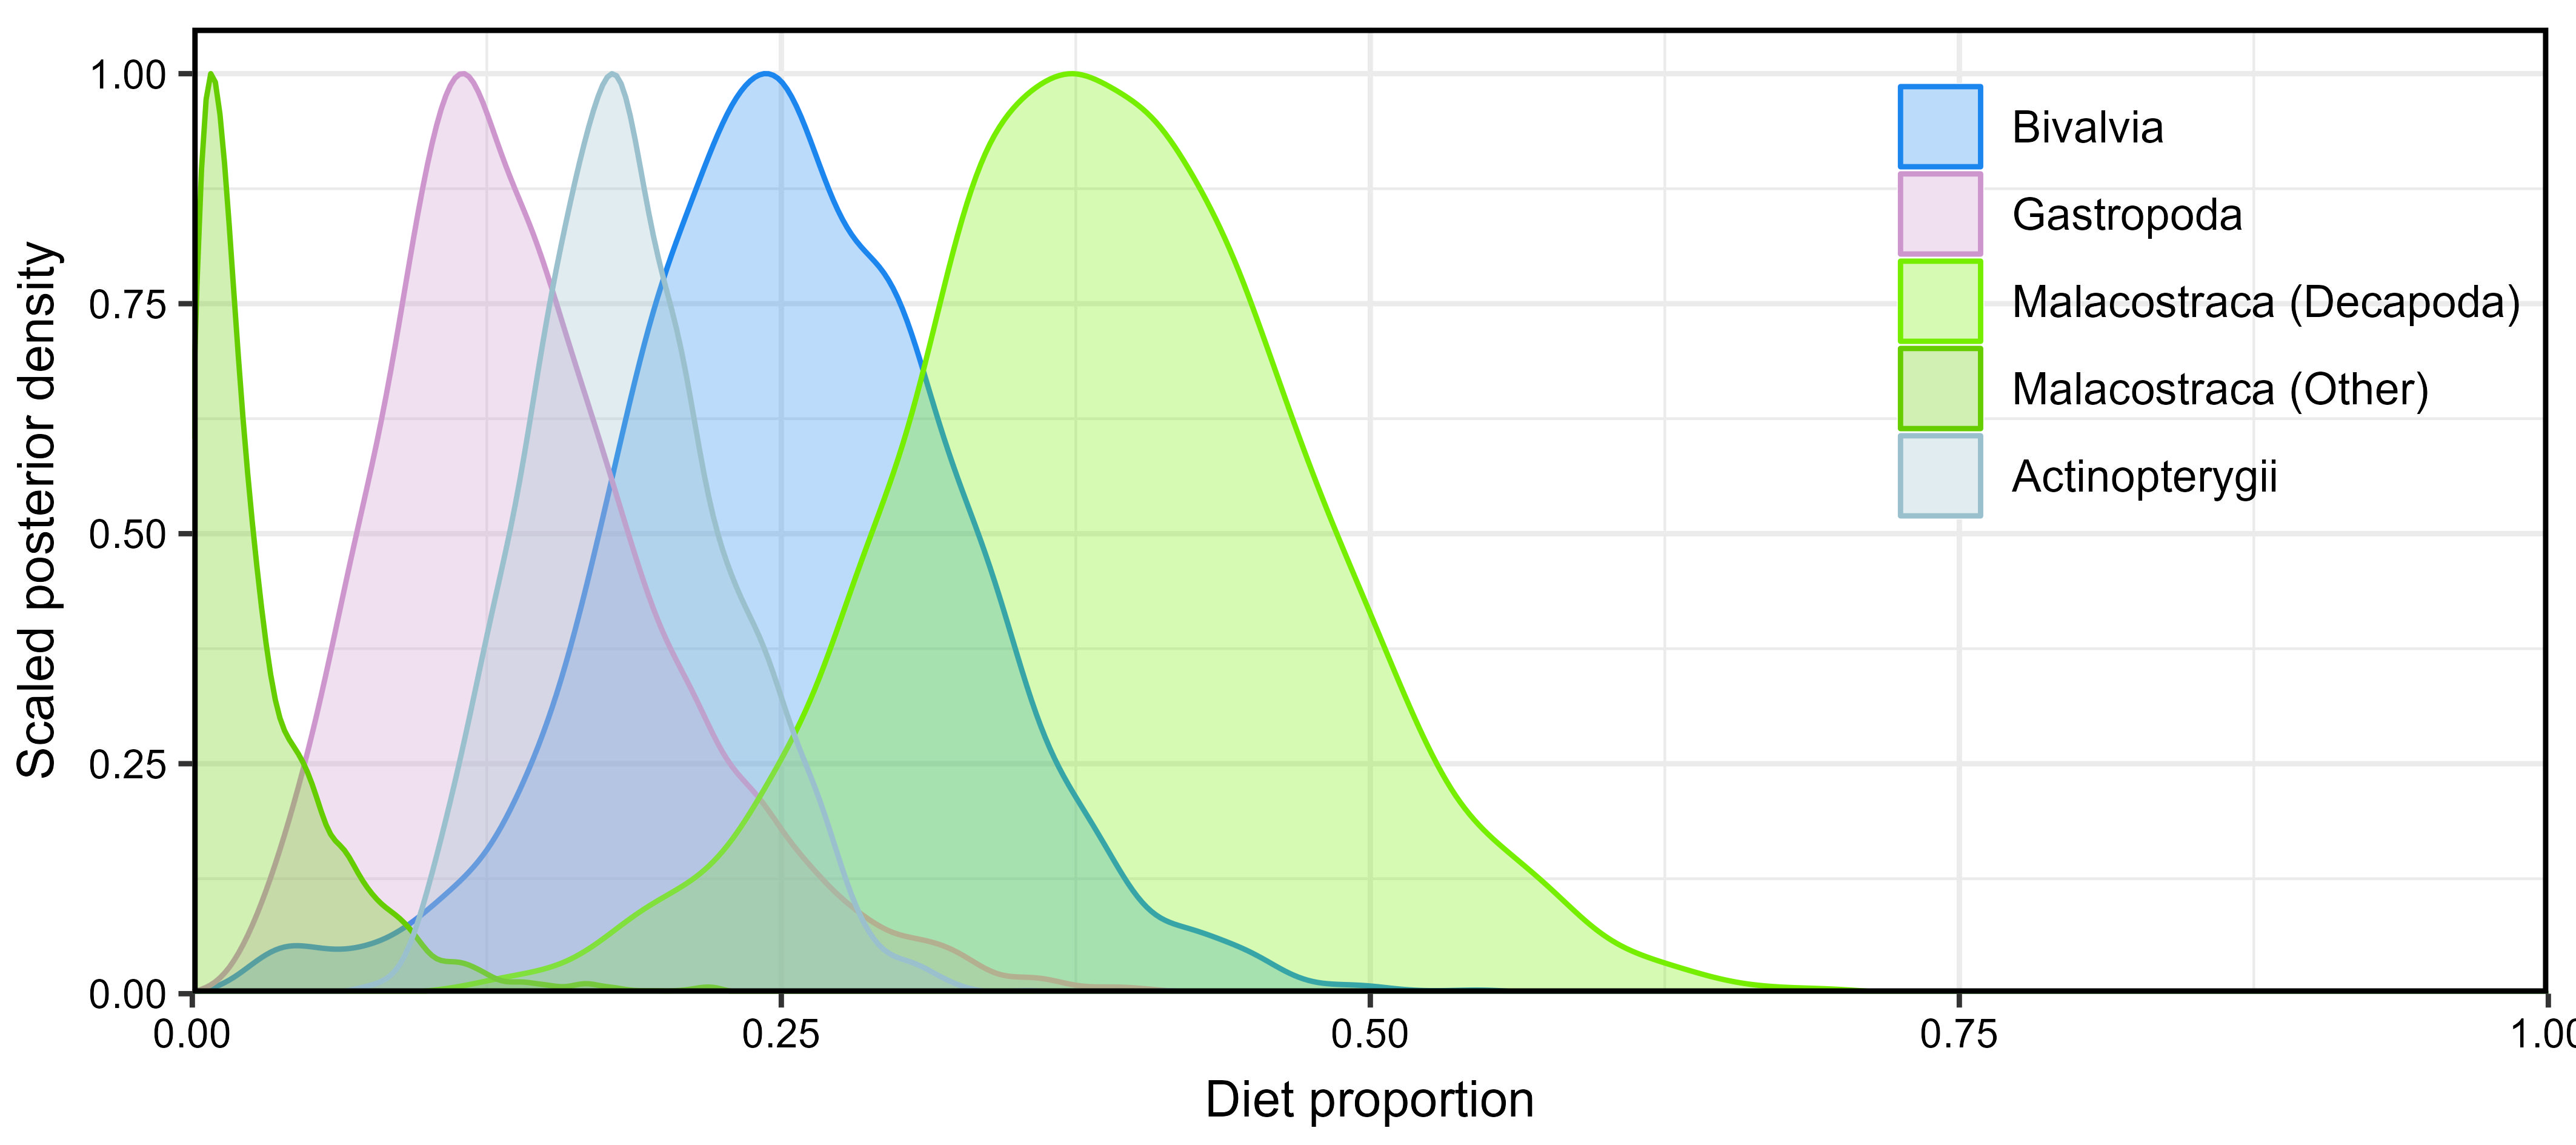 Scaled posterior density
1.00
0.75
0.50
0.25
0.00
0.00
0.25
0.50
0.75
1.00
Diet proportion
Bivalvia
Gastropoda
Malacostraca (Decapoda)
Malacostraca (Other)
Actinopterygii